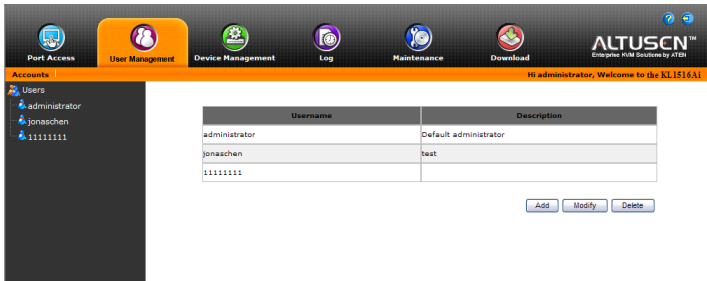 Port Access
User Management
Device Management
Log
Maintenance
Download
ALTUSEN™
Enterprise KVM Solutions by ATEN
Accounts
Hi administrator, Welcome to the KL1516Ai
Users
administrator
jonaschen
11111111
Username Description
administrator Default administrator
jonaschen test
11111111
Add Modify Delete